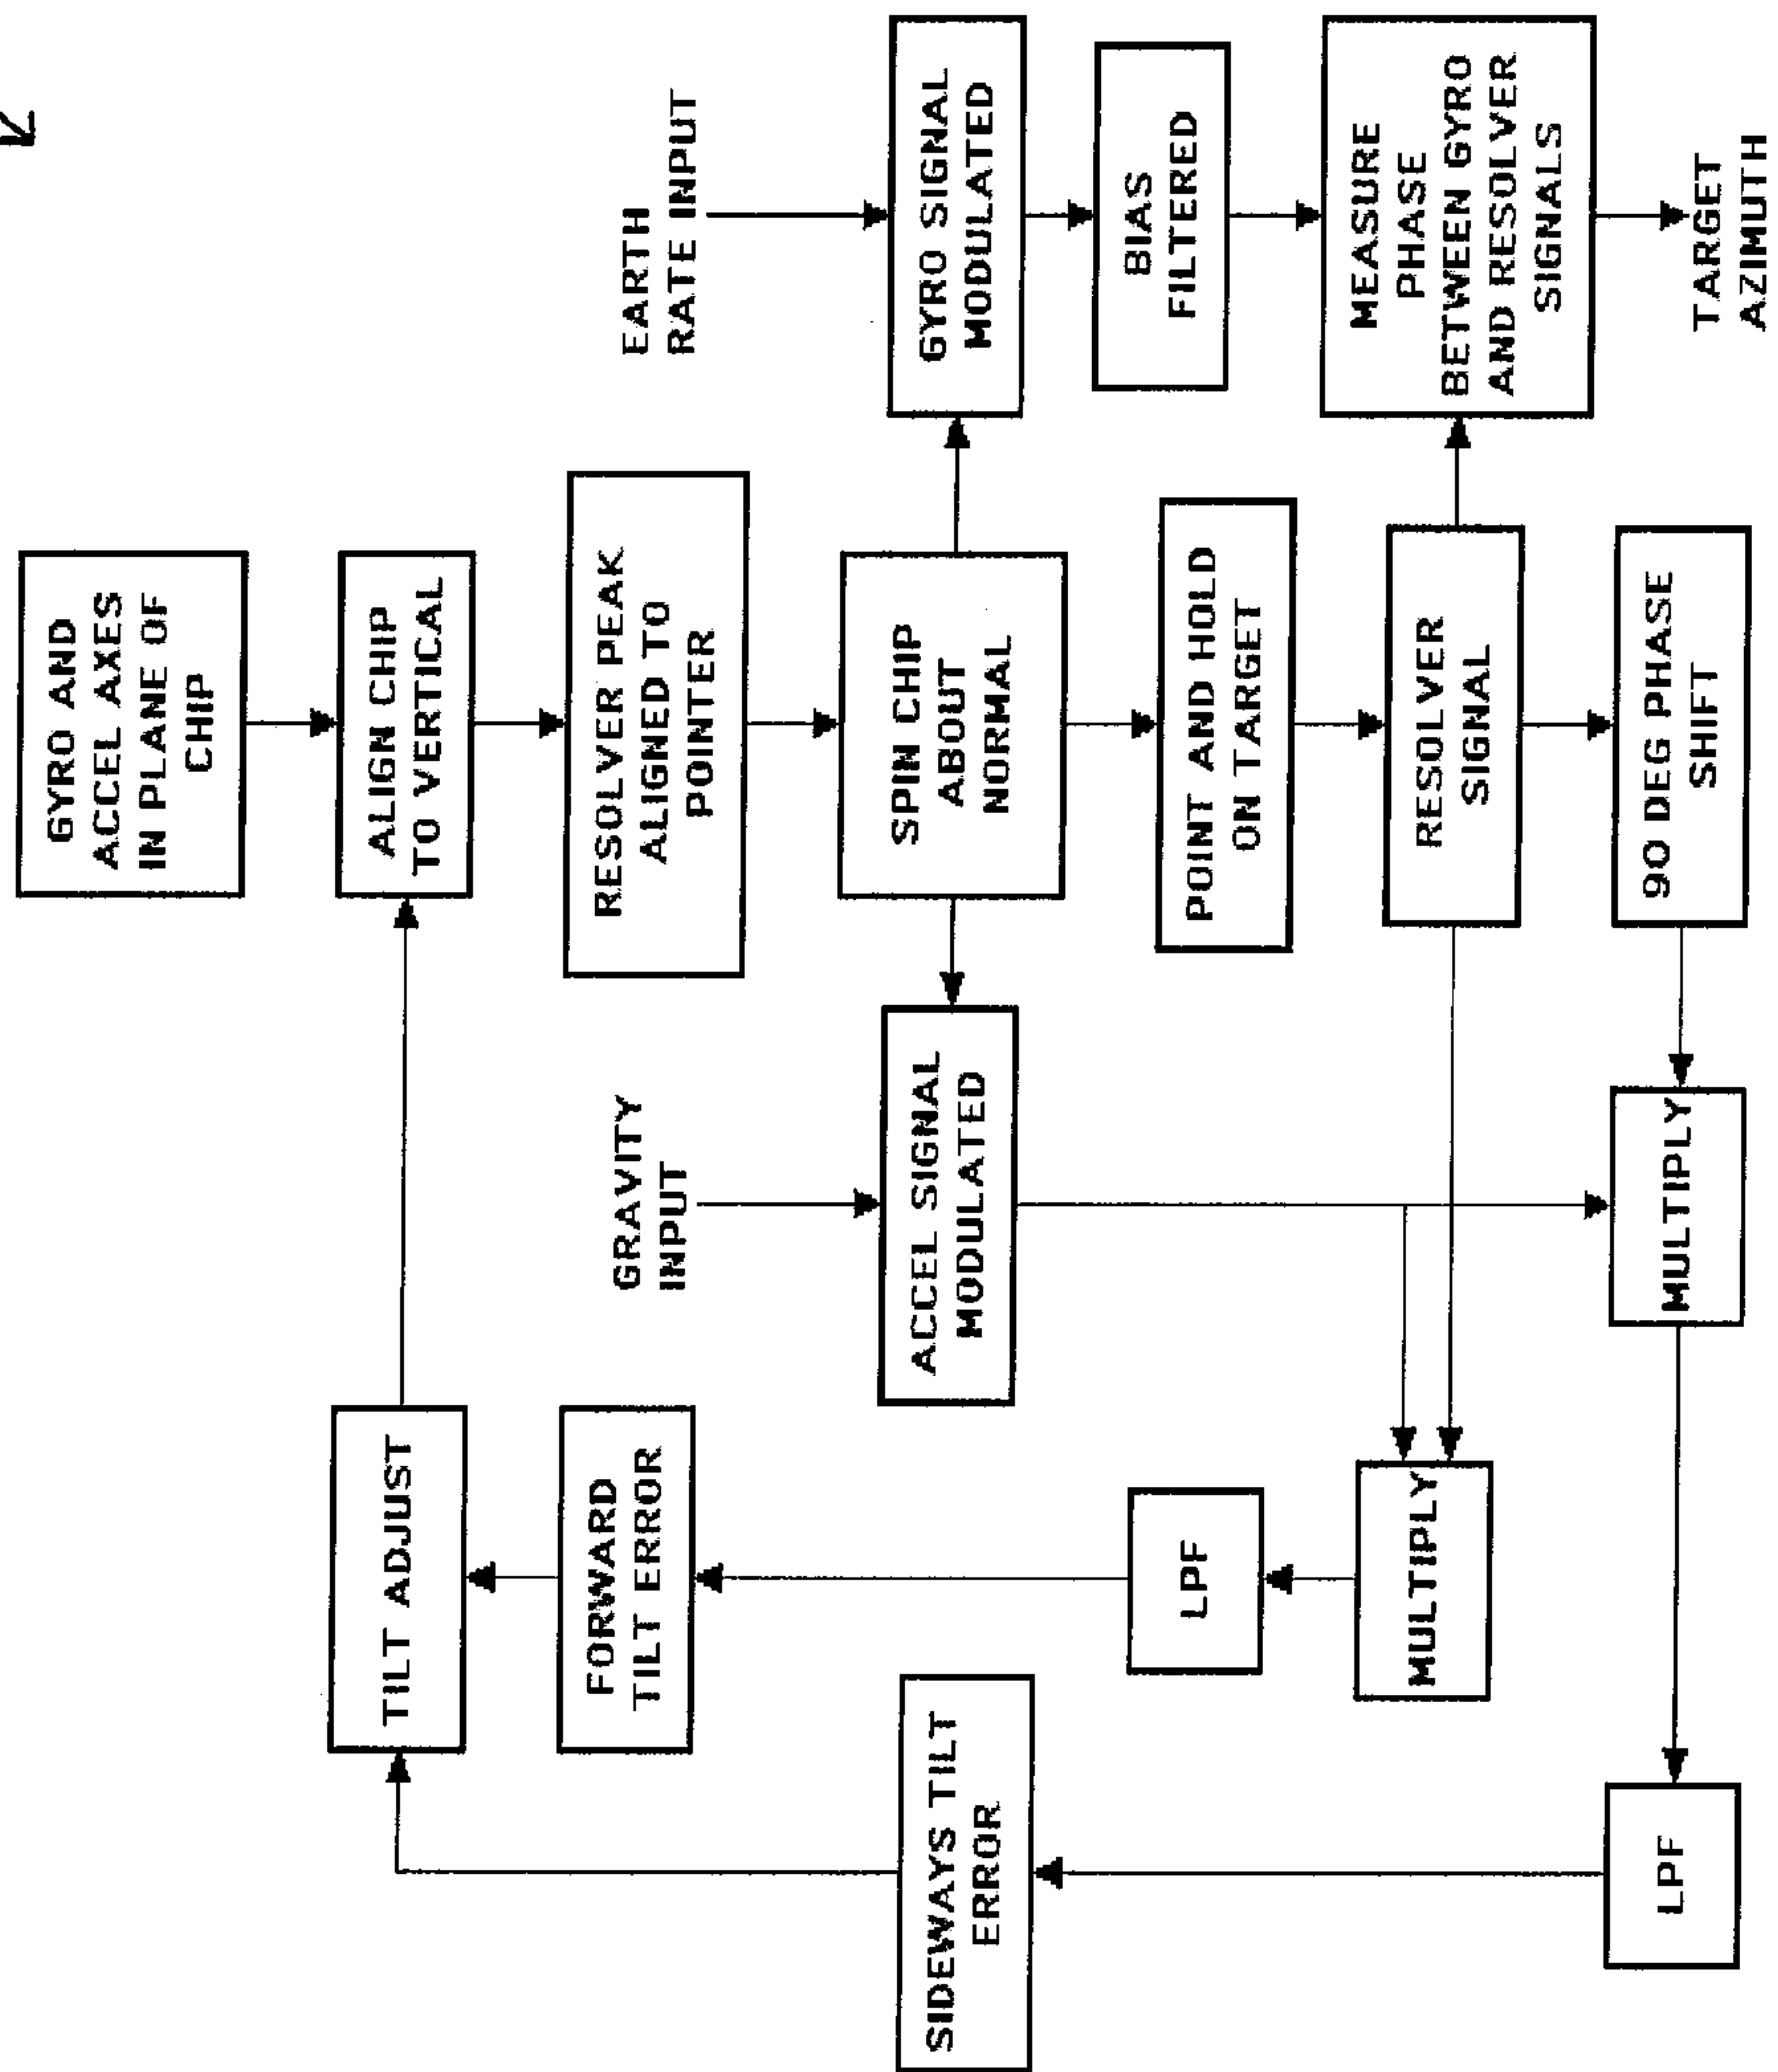 GYRO AND
ACCEL AXES
IN PLANE OF
CHIP
TILT ADJUST
ALIGN CHIP
TO VERTICAL
FORWARD
TILT ERROR
GRAVITY
INPUT
RESOLVER PEAK
ALIGNED TO
POINTER
EARTH
RATE INPUT
SIDEWAYS TILT
ERROR
ACCEL SIGNAL
MODULATED
SPIN CHIP
ABOUT
NORMAL
GYRO SIGNAL
MODULATED
LPF
POINT AND HOLD
ON TARGET
BIAS
FILTERED
MULTIPLY
RESOLVER
SIGNAL
MEASURE
PHASE
BETWEEN GYRO
AND RESOLVER
SIGNALS
LPF
MULTIPLY
90 DEG PHASE
SHIFT
TARGET
AZIMUTH